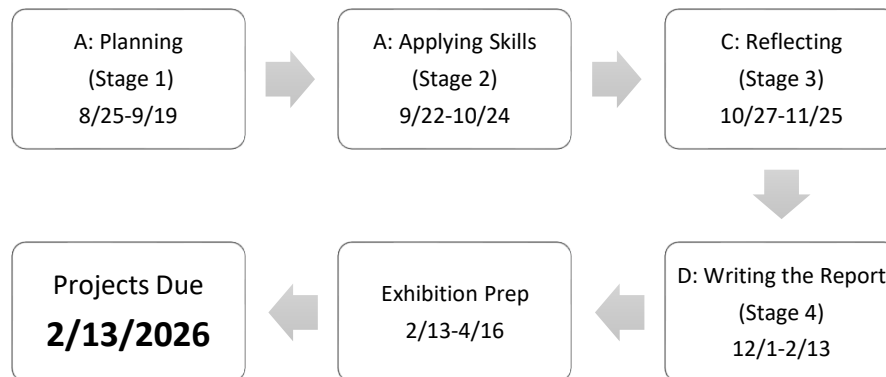 A: Planning
(Stage 1)
8/25-9/19
A: Applying Skills
(Stage 2)
9/22-10/24
C: Reflecting
(Stage 3)
10/27-11/25
D: Writing the Report
(Stage 4)
12/1-2/13
Exhibition Prep
2/13-4/16
Projects Due
2/13/2026